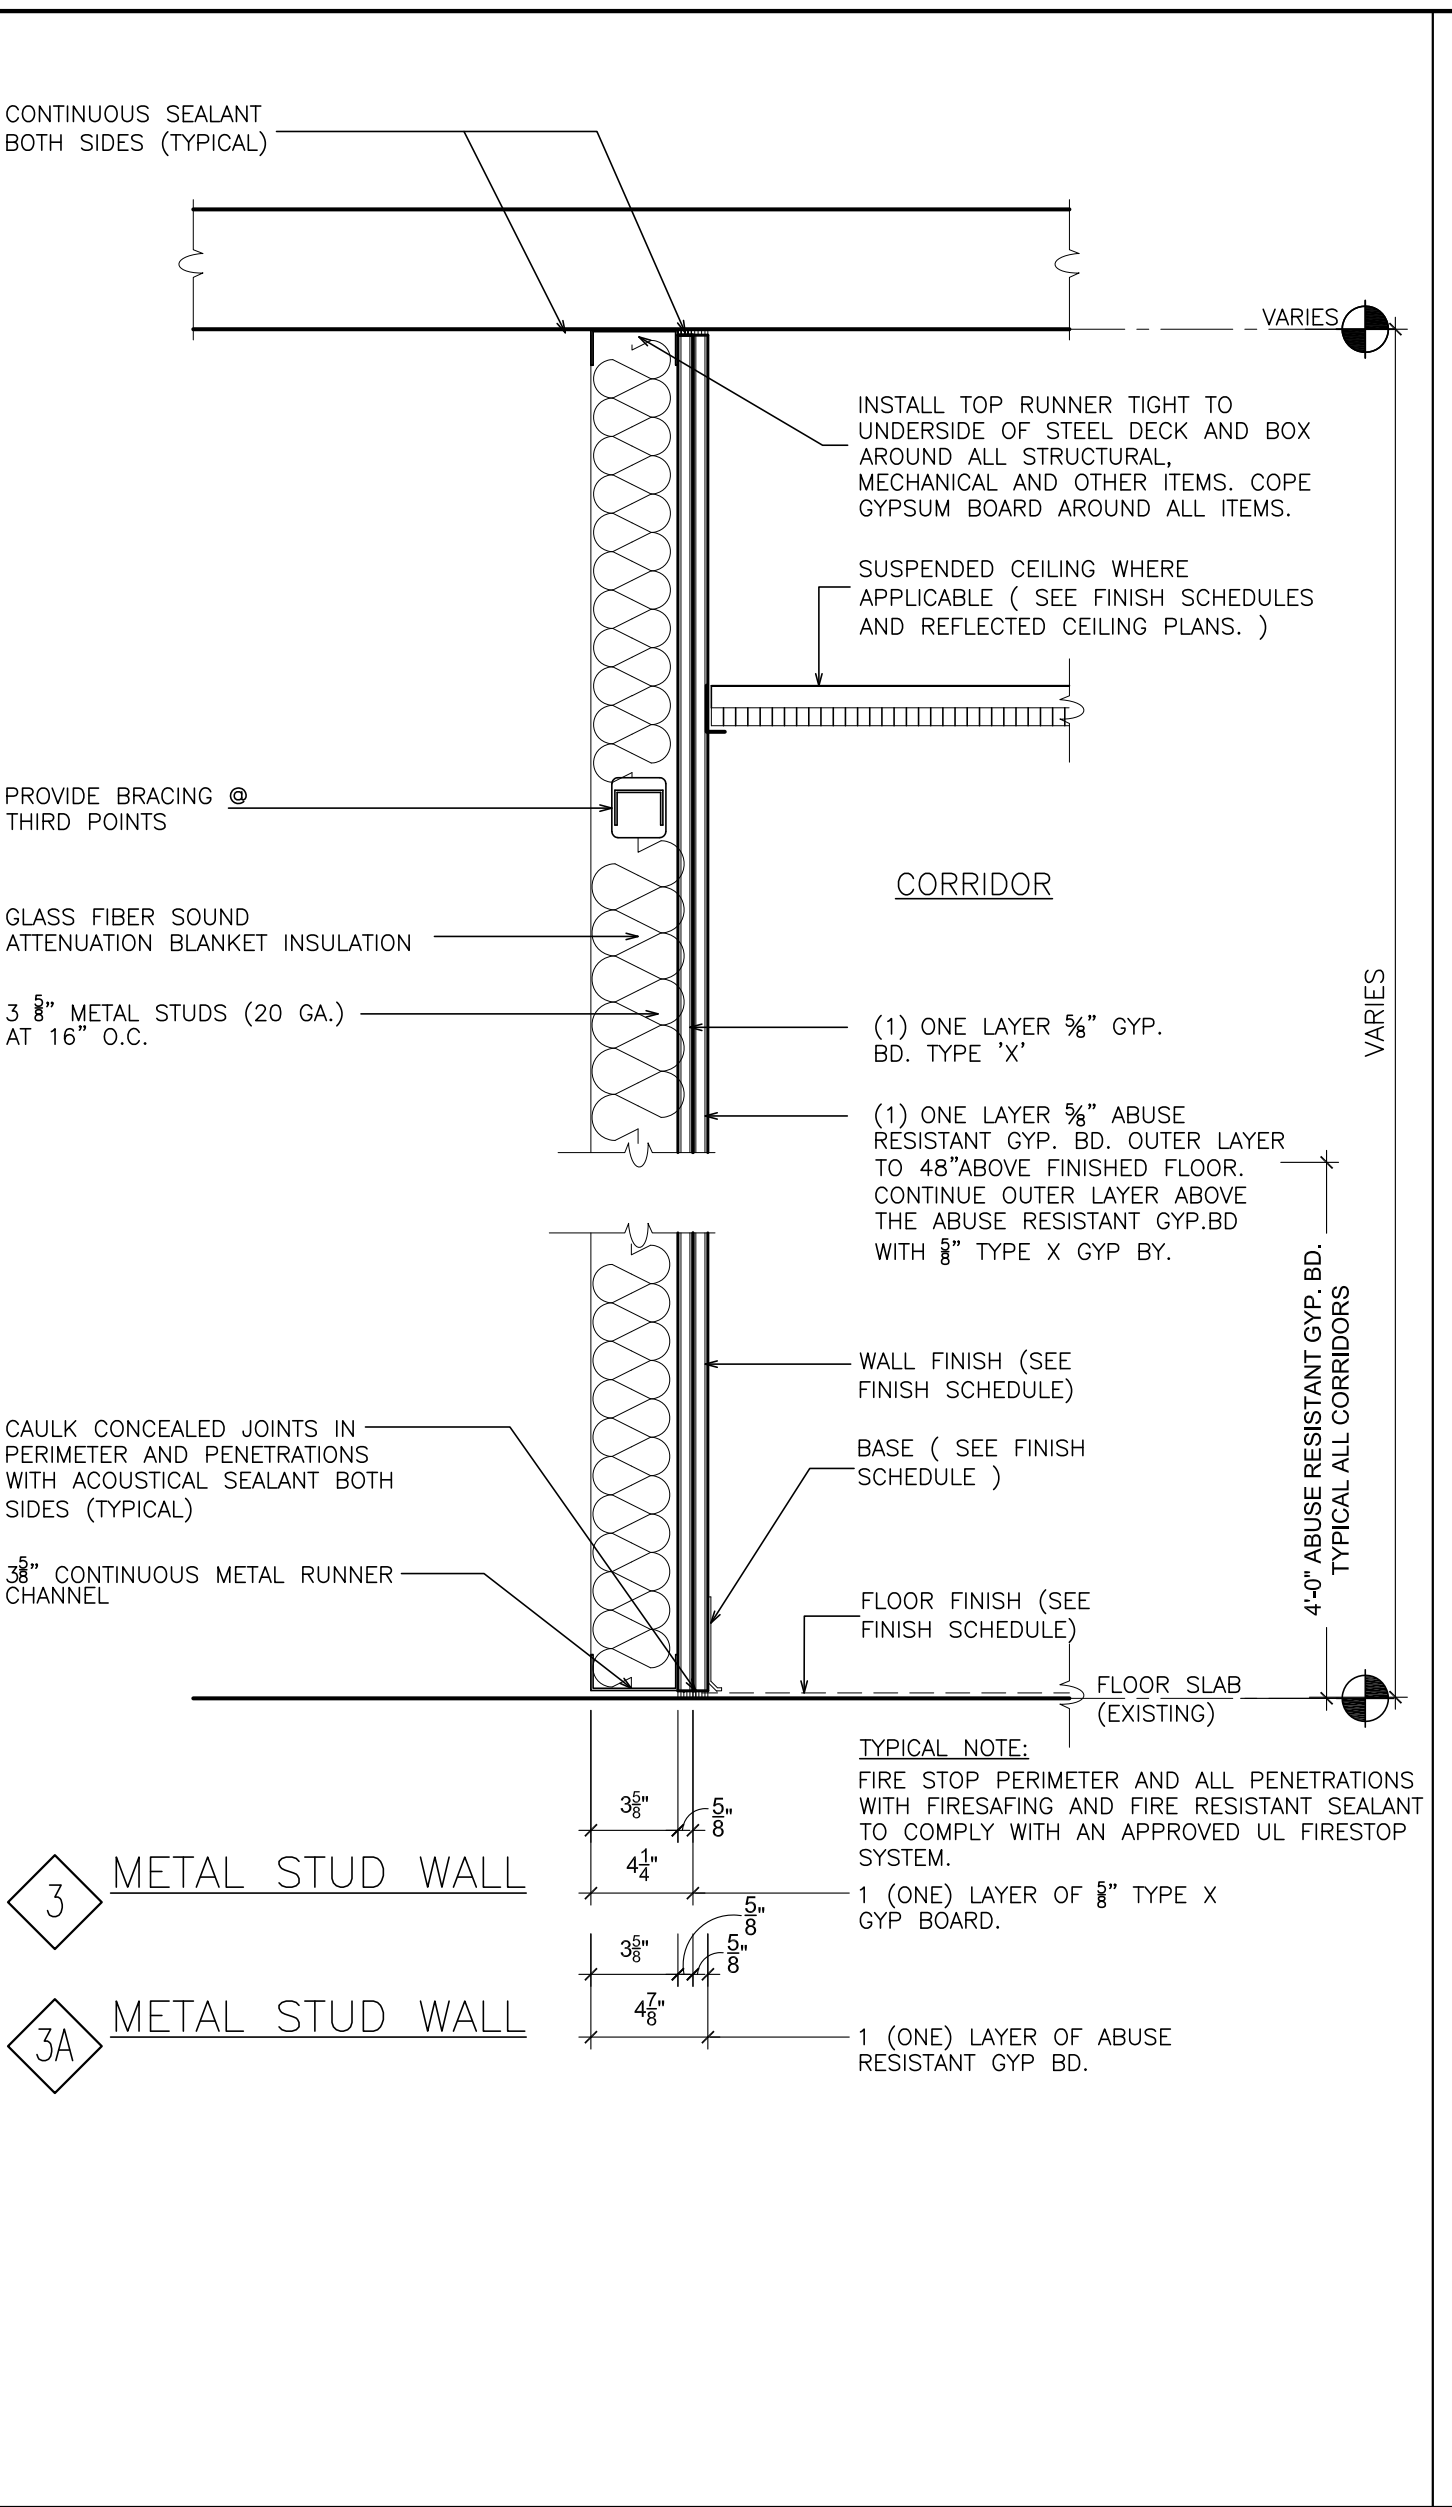 CONTINUOUS SEALANT
BOTH SIDES (TYPICAL)
VARIES
INSTALL TOP RUNNER TIGHT TO
UNDERSIDE OF STEEL DECK AND BOX
AROUND ALL STRUCTURAL,
MECHANICAL AND OTHER ITEMS. COPE
GYPSUM BOARD AROUND ALL ITEMS.
SUSPENDED CEILING WHERE
APPLICABLE ( SEE FINISH SCHEDULES
AND REFLECTED CEILING PLANS. )
PROVIDE BRACING @
THIRD POINTS
CORRIDOR
GLASS FIBER SOUND
ATTENUATION BLANKET INSULATION
3 5/8" METAL STUDS (20 GA.)
AT 16" O.C.
VARIES
(1) ONE LAYER 5/8" GYP.
BD. TYPE 'X'
(1) ONE LAYER 5/8" ABUSE
RESISTANT GYP. BD. OUTER LAYER
TO 48"ABOVE FINISHED FLOOR.
CONTINUE OUTER LAYER ABOVE
THE ABUSE RESISTANT GYP.BD
WITH 5/8" TYPE X GYP BY.
4'-0" ABUSE RESISTANT GYP. BD.
TYPICAL ALL CORRIDORS
WALL FINISH (SEE
FINISH SCHEDULE)
CAULK CONCEALED JOINTS IN
PERIMETER AND PENETRATIONS
WITH ACOUSTICAL SEALANT BOTH
SIDES (TYPICAL)
BASE ( SEE FINISH
SCHEDULE )
3 5/8" CONTINUOUS METAL RUNNER
CHANNEL
FLOOR FINISH (SEE
FINISH SCHEDULE)
FLOOR SLAB
(EXISTING)
TYPICAL NOTE:
FIRE STOP PERIMETER AND ALL PENETRATIONS
WITH FIRESAFING AND FIRE RESISTANT SEALANT
TO COMPLY WITH AN APPROVED UL FIRESTOP
SYSTEM.
3 5/8"
5/8"
4 1/4"
3
METAL STUD WALL
1 (ONE) LAYER OF 5/8" TYPE X
GYP BOARD.
5/8"
3 5/8"
5/8"
4 7/8"
3A
METAL STUD WALL
1 (ONE) LAYER OF ABUSE
RESISTANT GYP BD.